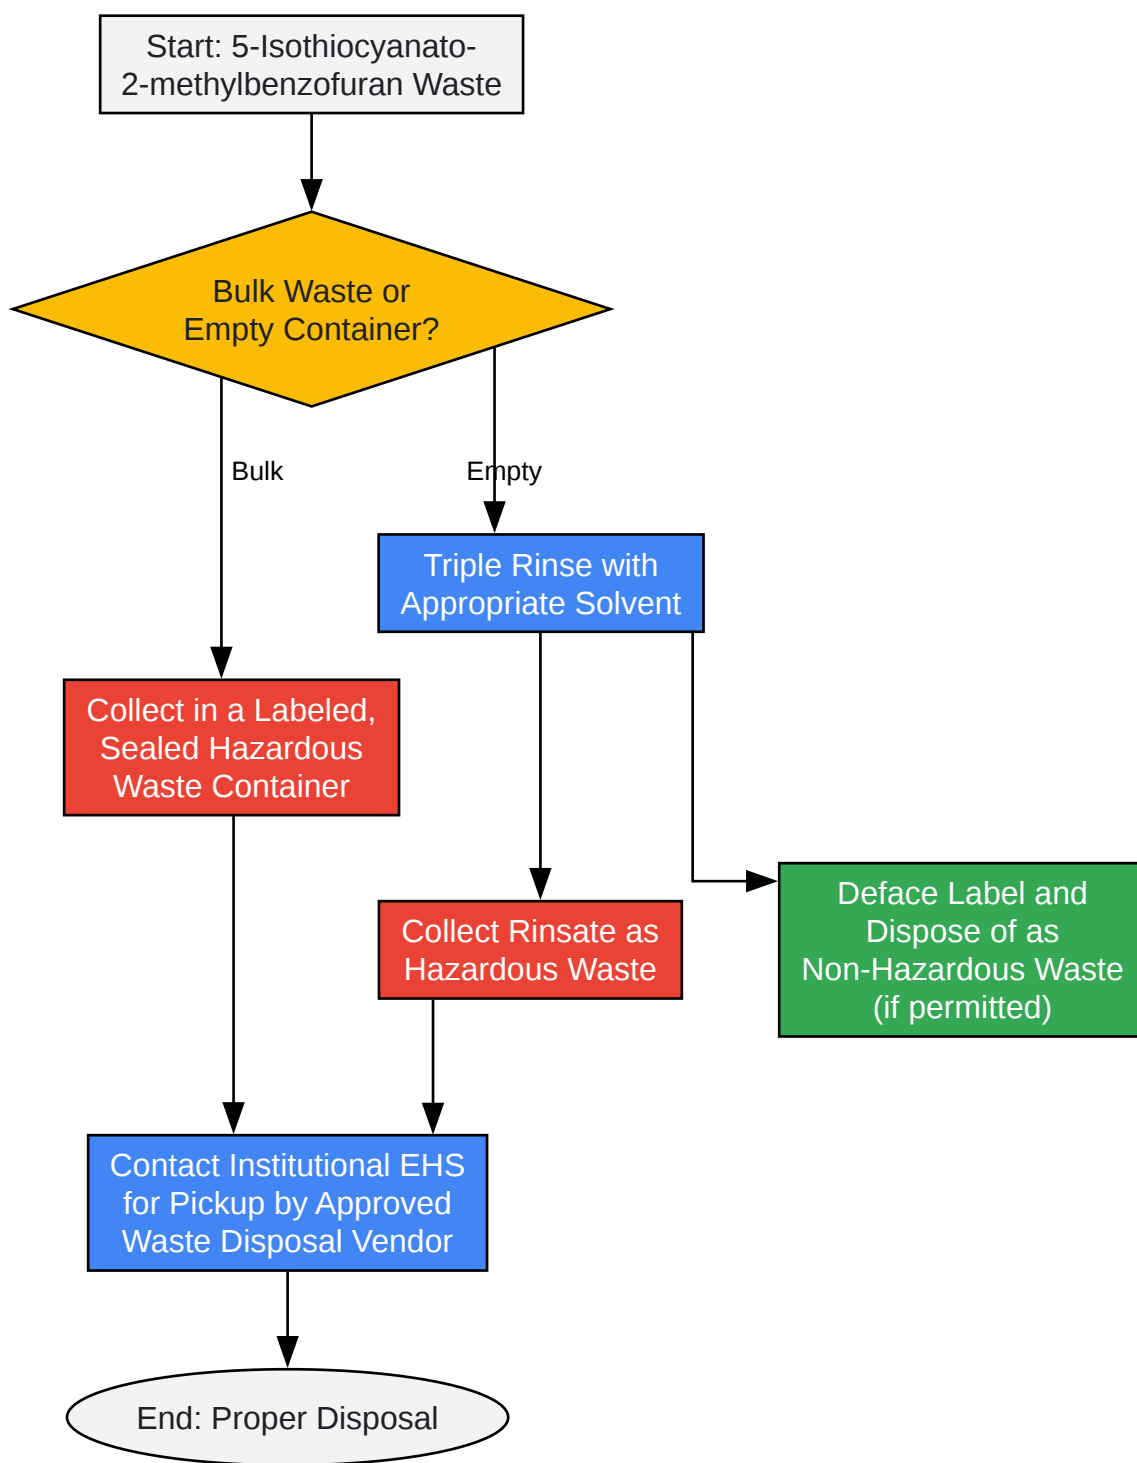 Start: 5-Isothiocyanato-
2-methylbenzofuran Waste
Bulk Waste or
Empty Container?
Bulk
Empty
Triple Rinse with
Appropriate Solvent
Collect in a Labeled,
Sealed Hazardous
Waste Container
Collect Rinsate as
Hazardous Waste
Deface Label and
Dispose of as
Non-Hazardous Waste
(if permitted)
Contact Institutional EHS
for Pickup by Approved
Waste Disposal Vendor
End: Proper Disposal